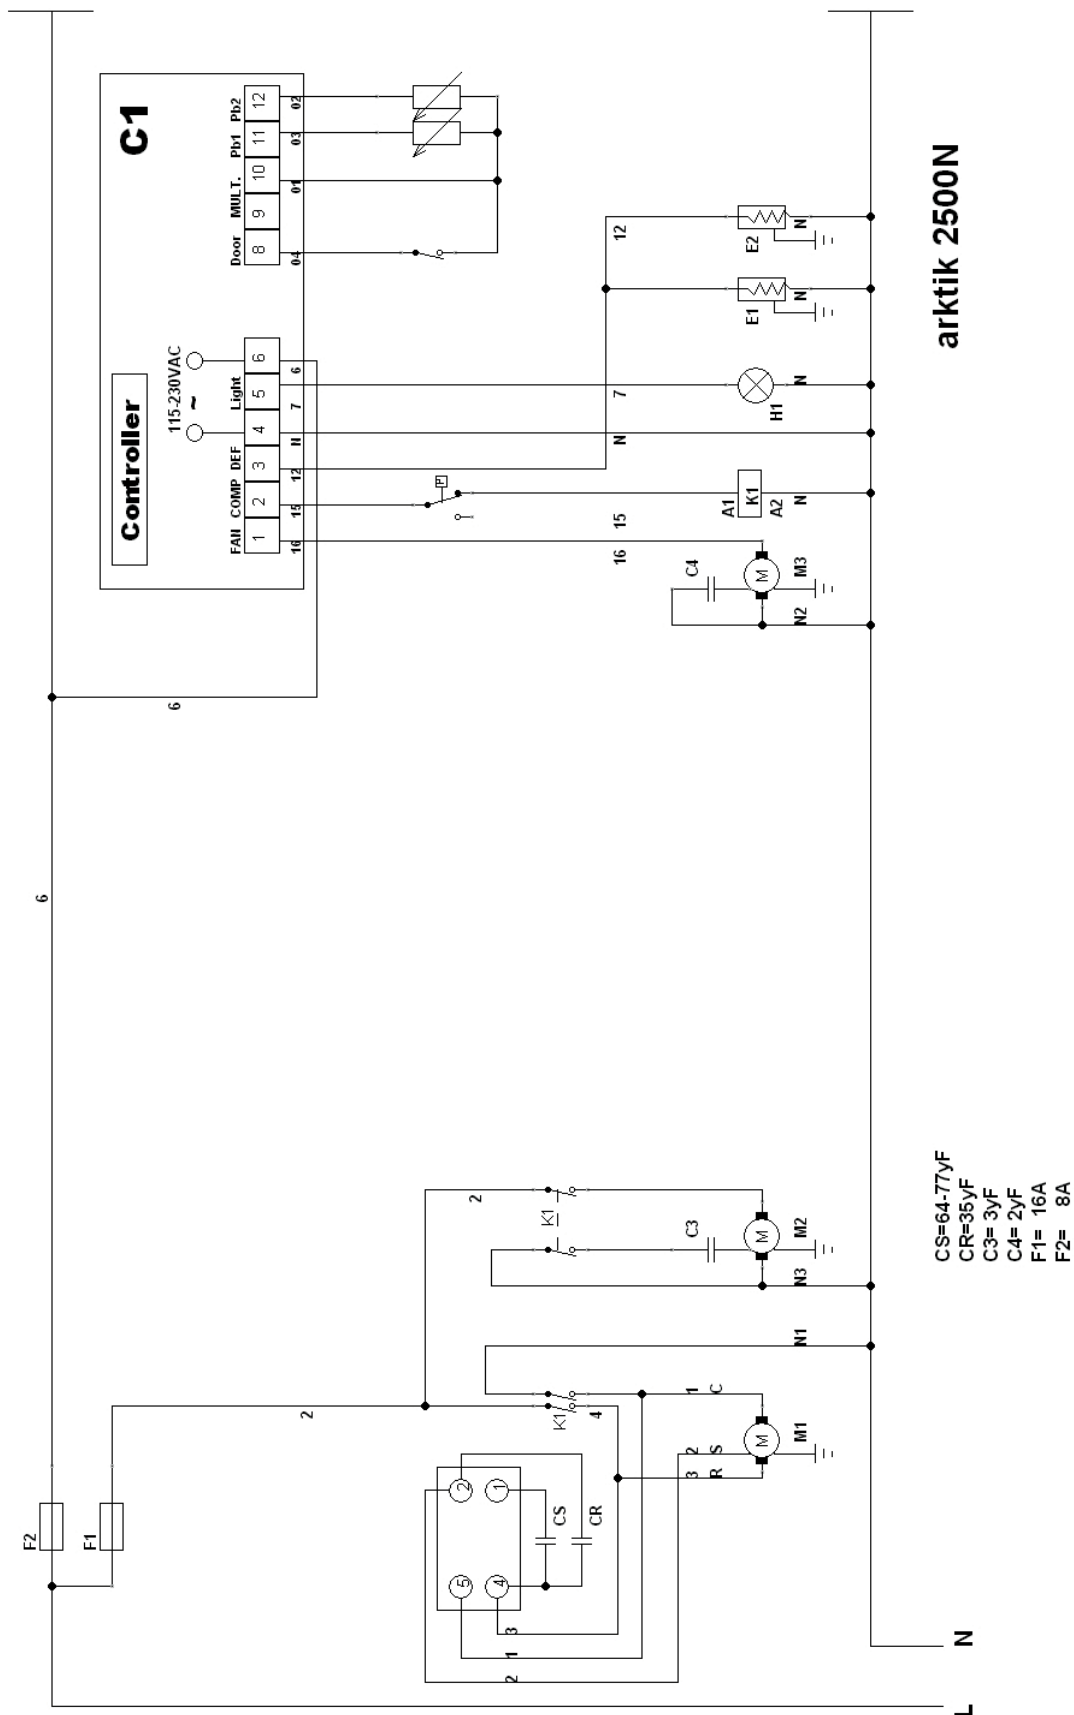 C1
Controller
115-230VAC
~
FAN COMP DEF Light Door MULT. Pb1 Pb2
1 2 3 4 5 6 8 9 10 11 12
16 15 12 N 7 6 04 01 03 02
P
6
6
16
15
N
7
12
C4
M
M3
N2
A1
K1
A2
N
H1
N
E1
N
E2
N
F2
F1
2
2
K1
K1
4
5
2
4
1
CS
CR
2
1
3
3
2
1
R
S
C
M
M1
N1
C3
M
M2
N3
L
N
CS=64-77yF
CR=35yF
C3= 3yF
C4= 2yF
F1= 16A
F2= 8A
arktik 2500N